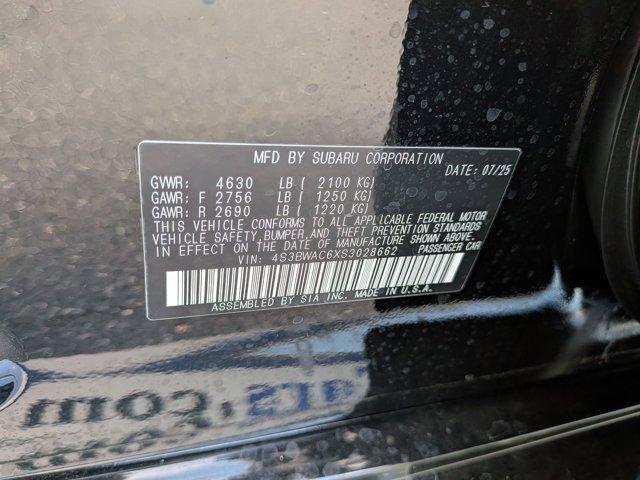 MFD BY SUBARU CORPORATION
DATE: 07/25
GVWR: 4630 LB ( 2100 KG)
GAWR: F 2756 LB ( 1250 KG)
GAWR: R 2690 LB ( 1220 KG)
THIS VEHICLE CONFORMS TO ALL APPLICABLE FEDERAL MOTOR
VEHICLE SAFETY,BUMPER,AND THEFT PREVENTION STANDARDS
IN EFFECT ON THE DATE OF MANUFACTURE SHOWN ABOVE.
VIN: 4S3BWAC6XS3028662 PASSENGER CAR
ASSEMBLED BY SIA INC. MADE IN U.S.A.